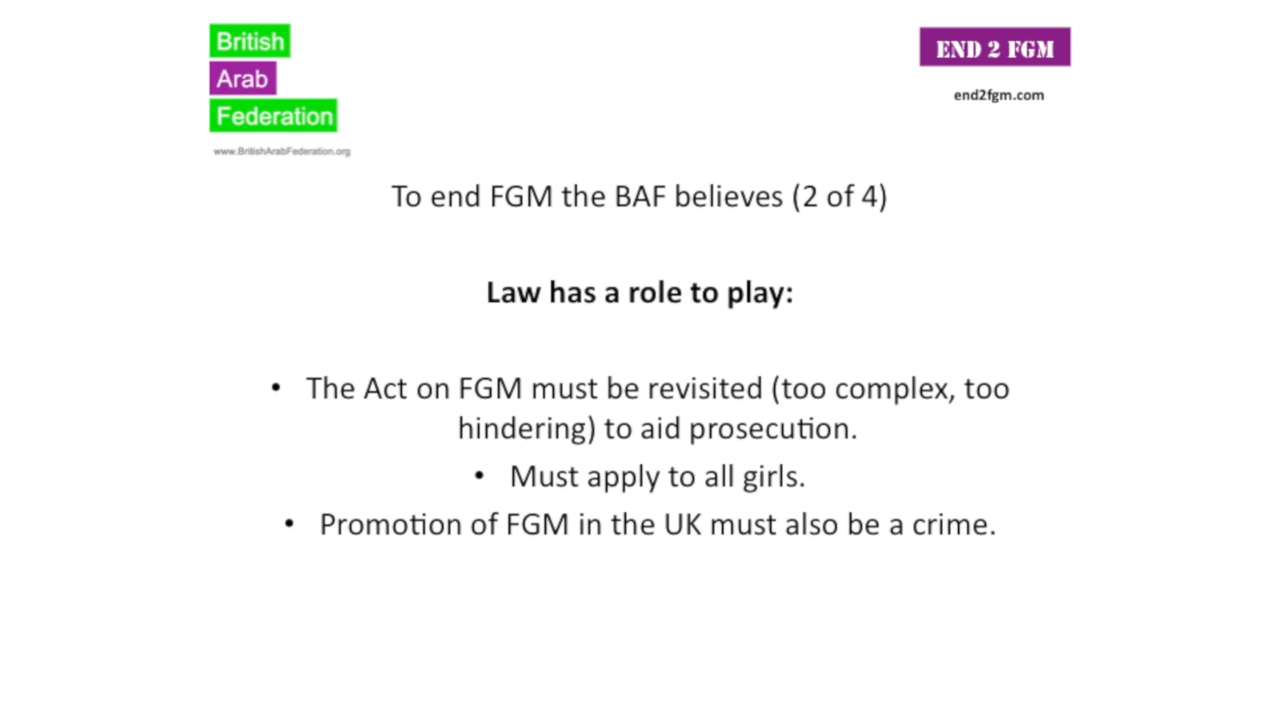 British
Arab
Federation
www.BritishArabFederation.org
END 2 FGM
end2fgm.com
To end FGM the BAF believes (2 of 4)
Law has a role to play:
• The Act on FGM must be revisited (too complex, too
hindering) to aid prosecution.
• Must apply to all girls.
• Promotion of FGM in the UK must also be a crime.